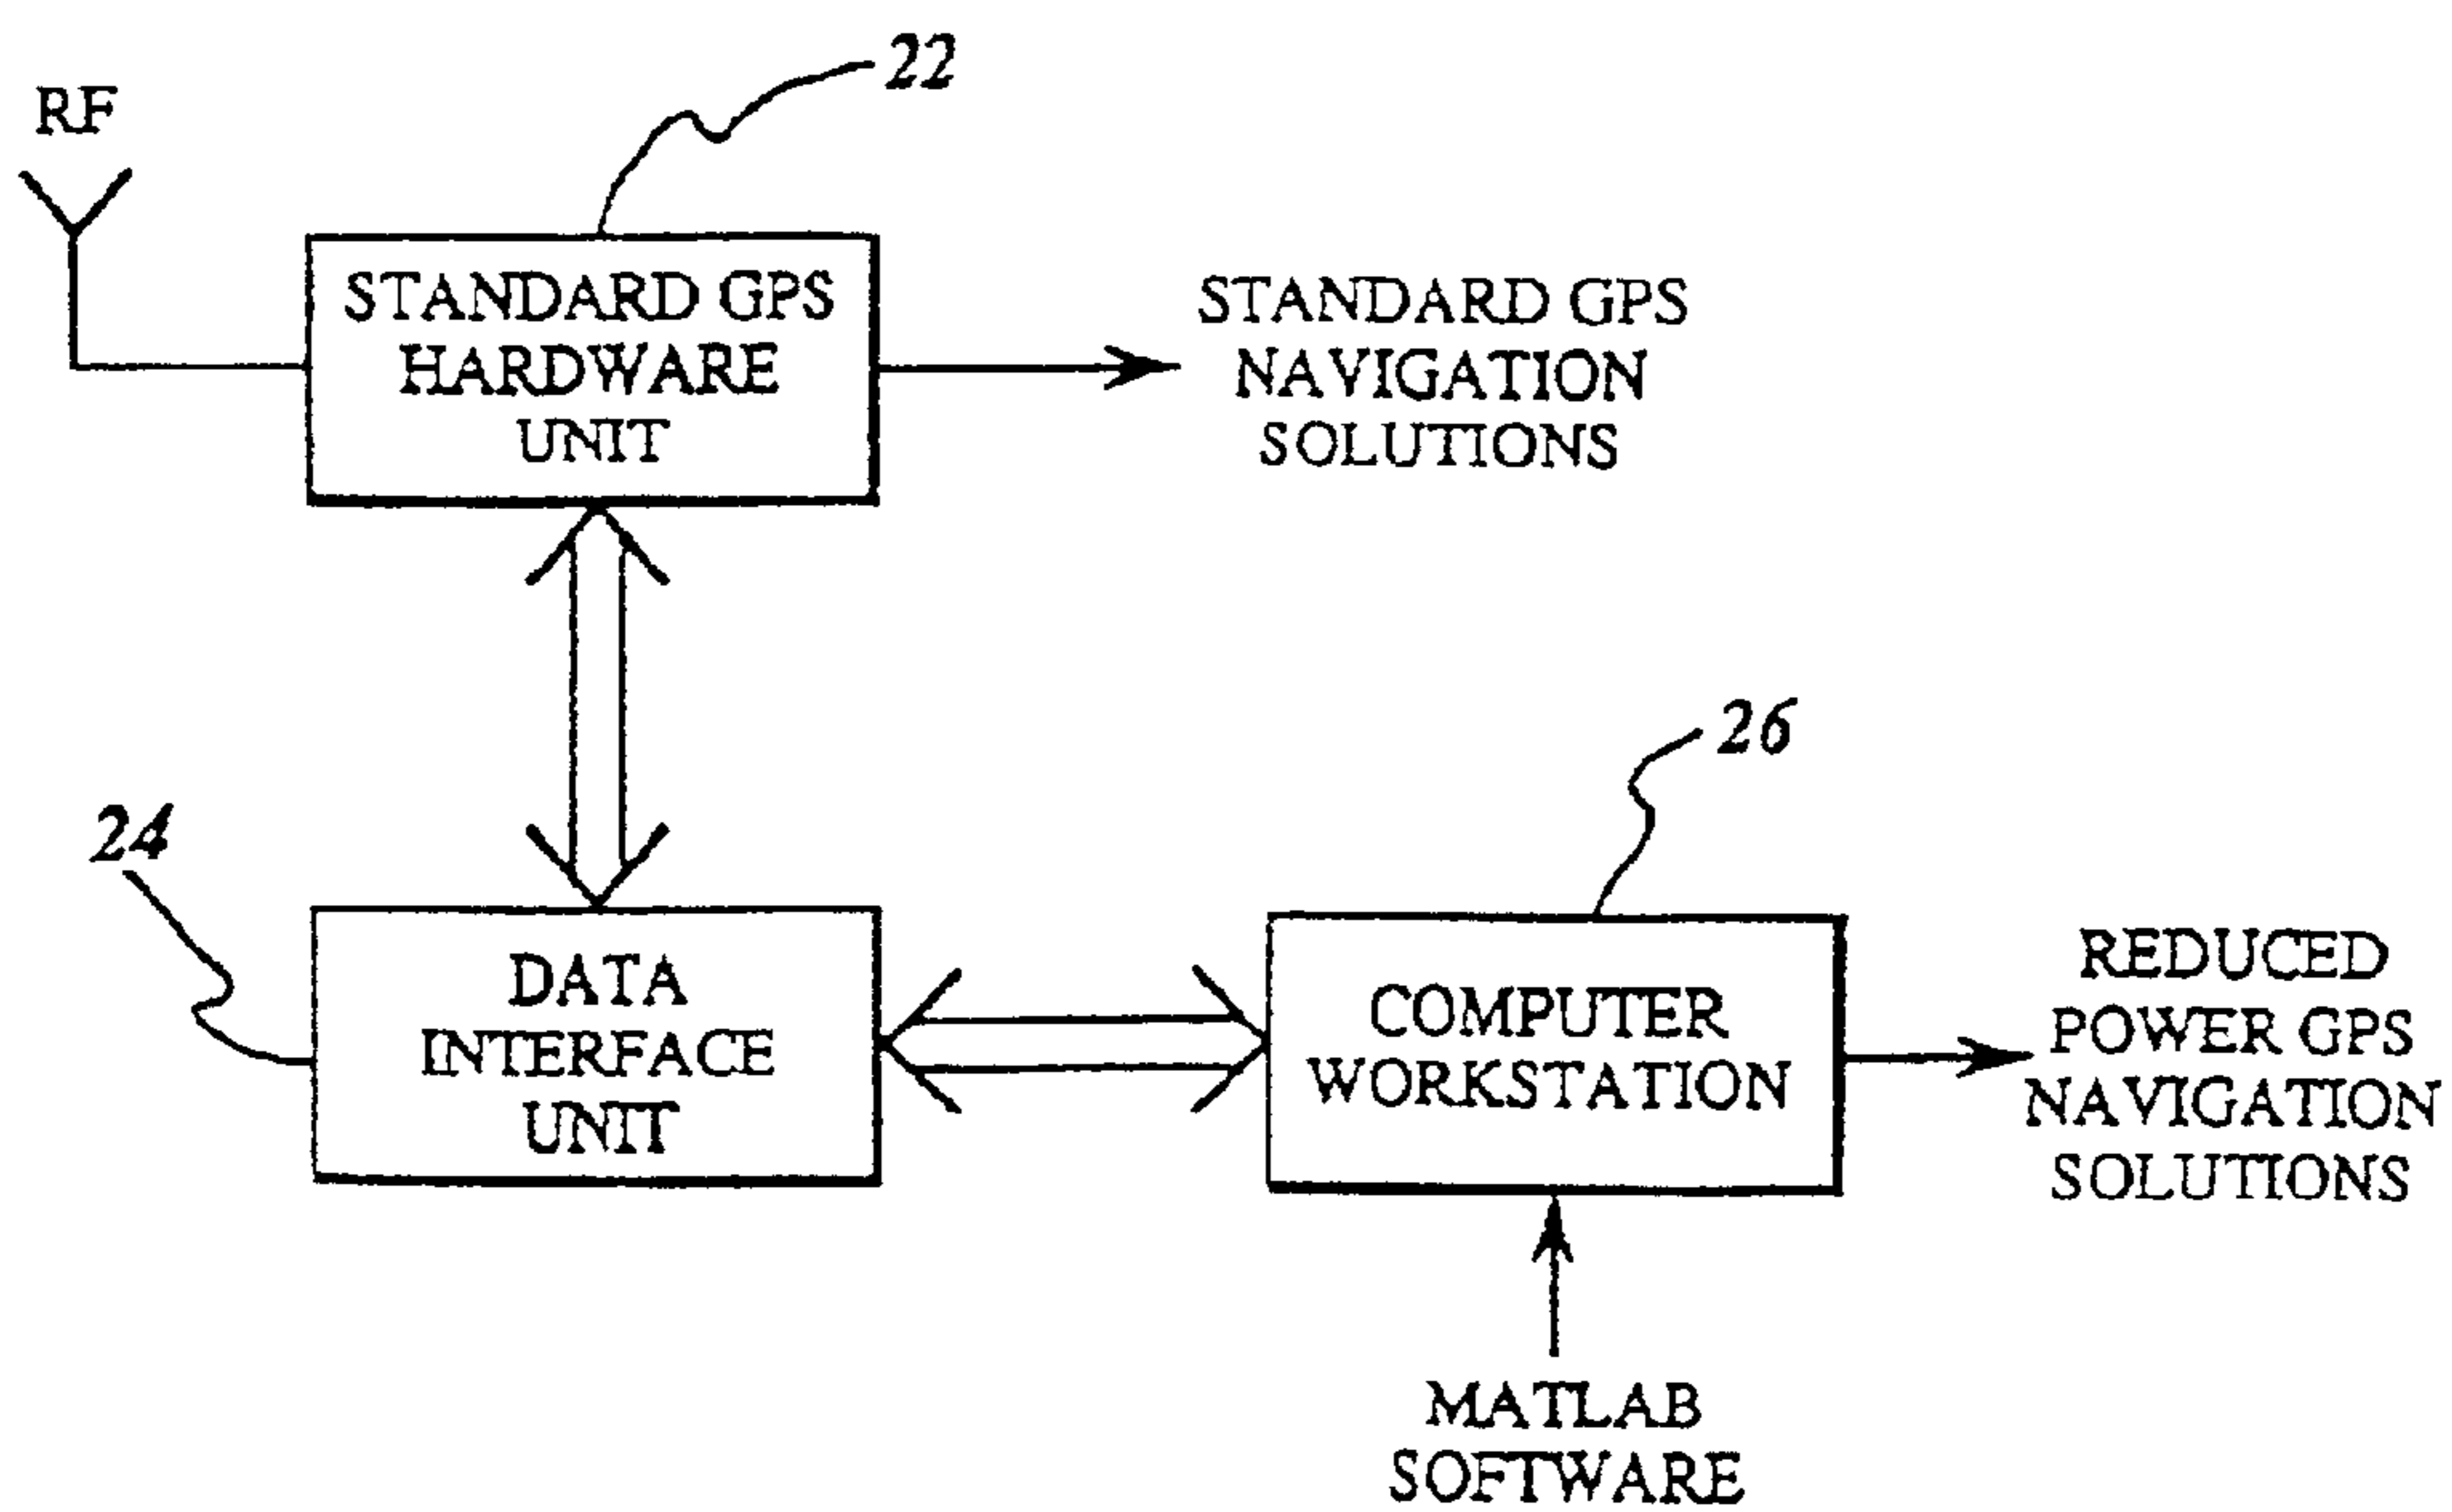 22
RF
STANDARD GPS
HARDWARE
UNIT
STANDARD GPS
NAVIGATION
SOLUTIONS
26
24
DATA
INTERFACE
UNIT
COMPUTER
WORKSTATION
REDUCED
POWER GPS
NAVIGATION
SOLUTIONS
MATLAB
SOFTWARE